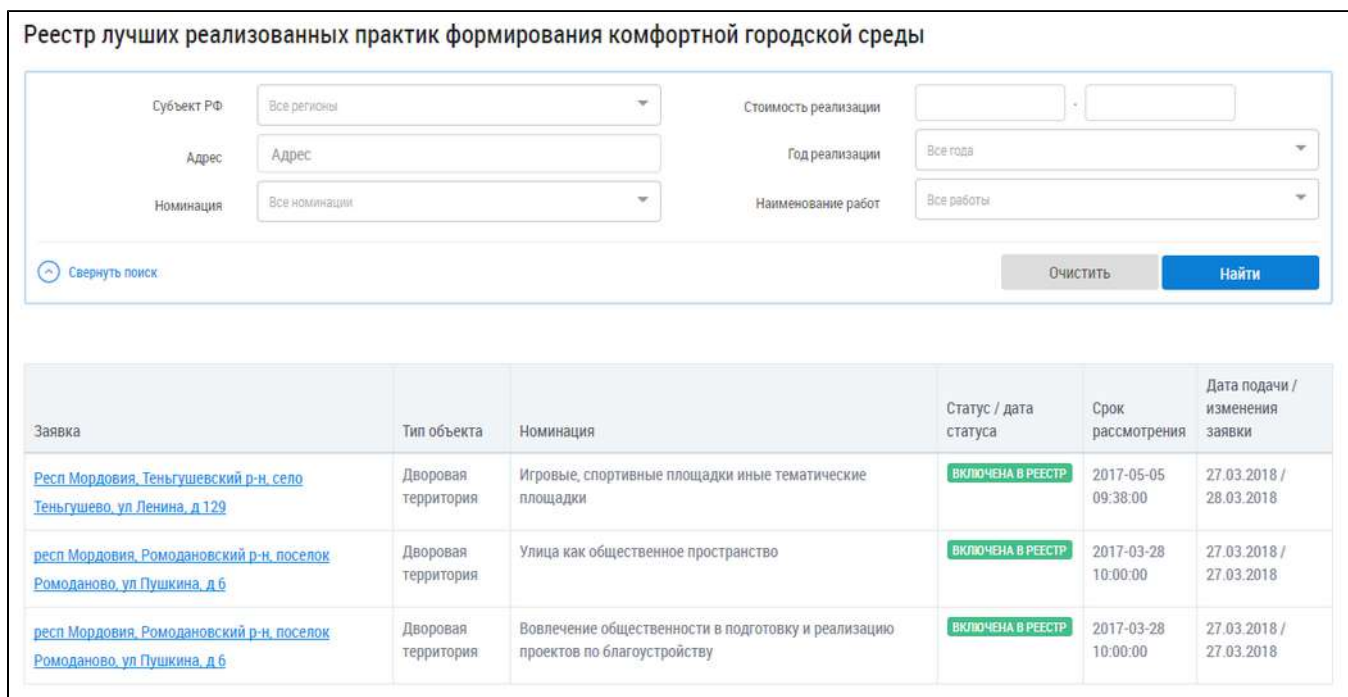 Реестр лучших реализованных практик формирования комфортной городской среды
Субъект РФ Все регионы Стоимость реализации -
Адрес Адрес Год реализации Все года
Номинация Все номинации Наименование работ Все работы
Свернуть поиск Очистить Найти
Заявка Тип объекта Номинация Статус / дата статуса Срок рассмотрения Дата подачи / изменения заявки
Респ Мордовия, Теньгушевский р-н, село
Теньгушево, ул Ленина, д 129
Дворовая
территория
Игровые, спортивные площадки иные тематические
площадки
ВКЛЮЧЕНА В РЕЕСТР
2017-05-05
09:38:00
27.03.2018 /
28.03.2018
респ Мордовия, Ромодановский р-н, поселок
Ромоданово, ул Пушкина, д 6
Дворовая
территория
Улица как общественное пространство
ВКЛЮЧЕНА В РЕЕСТР
2017-03-28
10:00:00
27.03.2018 /
27.03.2018
респ Мордовия, Ромодановский р-н, поселок
Ромоданово, ул Пушкина, д 6
Дворовая
территория
Вовлечение общественности в подготовку и реализацию
проектов по благоустройству
ВКЛЮЧЕНА В РЕЕСТР
2017-03-28
10:00:00
27.03.2018 /
27.03.2018